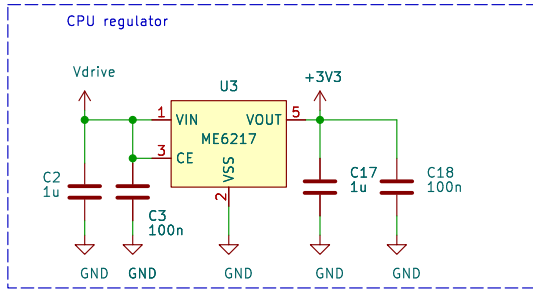 CPU regulator
Vdrive
U3
+3V3
1
VIN
VOUT
5
ME6217
3
CE
VSS
2
C2
1u
C3
100n
C17
1u
C18
100n
GND
GND
GND
GND
GND